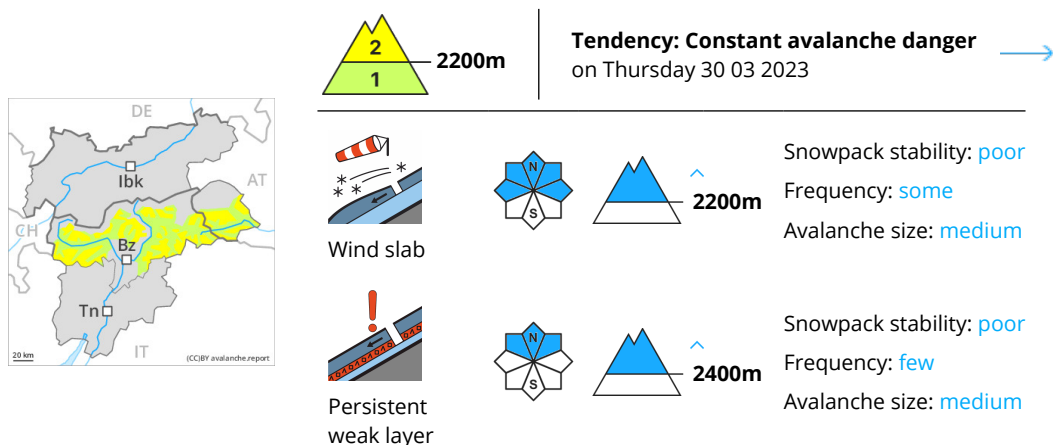 2
1
2200m
Tendency: Constant avalanche danger
on Thursday 30 03 2023
DE
Ibk
AT
CH
Bz
Tn
IT
20 km
(CC)BY avalanche.report
Wind slab
N
S
2200m
Snowpack stability: poor
Frequency: some
Avalanche size: medium
Persistent
weak layer
N
S
2400m
Snowpack stability: poor
Frequency: few
Avalanche size: medium